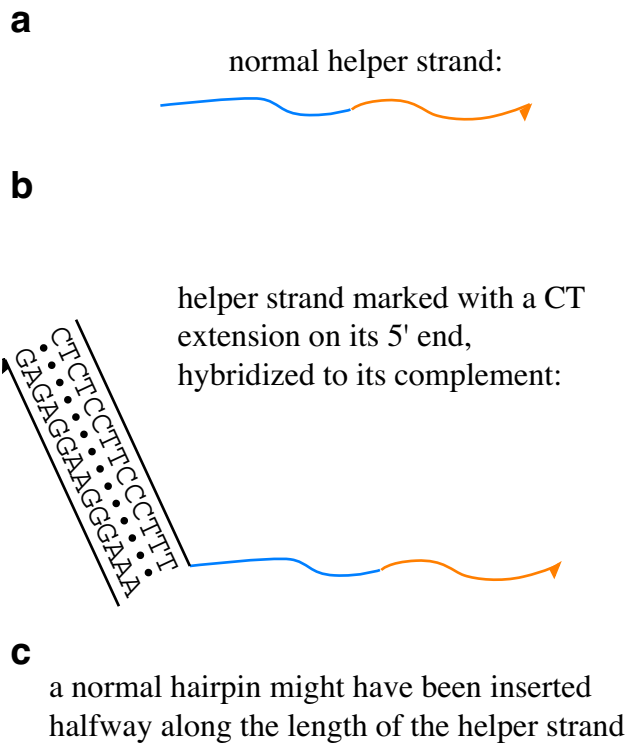 a
normal helper strand:
b
helper strand marked with a CT
extension on its 5' end,
hybridized to its complement:
CTCTCCTTCCCTTT
GAGAGGAAGGGAAA
c
a normal hairpin might have been inserted
halfway along the length of the helper strand